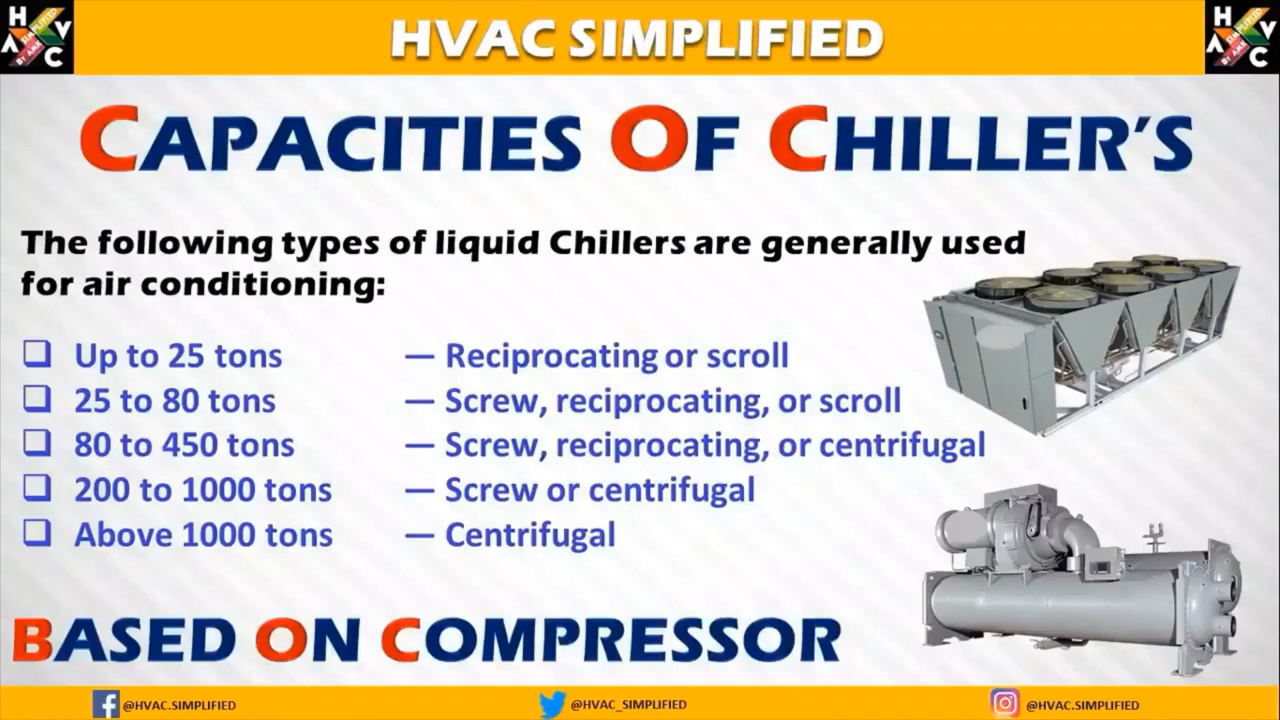 HVAC SIMPLIFIED
CAPACITIES OF CHILLER'S
The following types of liquid Chillers are generally used
for air conditioning:
❑ Up to 25 tons — Reciprocating or scroll
❑ 25 to 80 tons — Screw, reciprocating, or scroll
❑ 80 to 450 tons — Screw, reciprocating, or centrifugal
❑ 200 to 1000 tons — Screw or centrifugal
❑ Above 1000 tons — Centrifugal
BASED ON COMPRESSOR
@HVAC.SIMPLIFIED @HVAC_SIMPLIFIED @HVAC.SIMPLIFIED